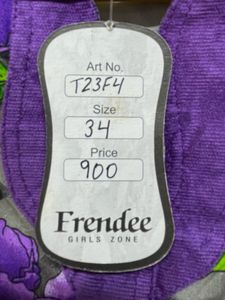 Art No.
T23F4
Size
34
Price
900
Frendee
GIRLS ZONE